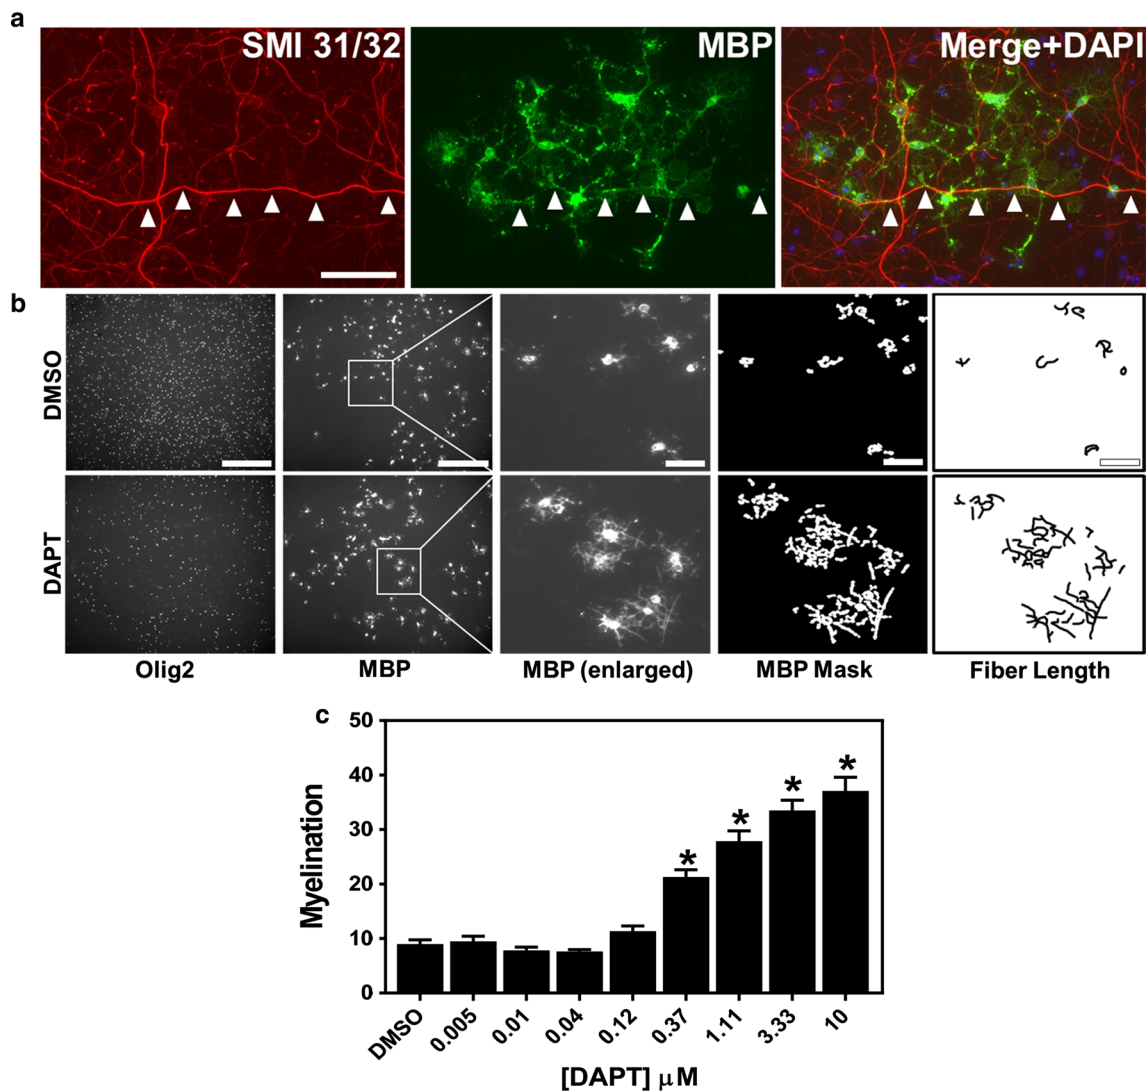 a
SMI 31/32
MBP
Merge+DAPI
b
DMSO
DAPT
Olig2
MBP
MBP (enlarged)
MBP Mask
Fiber Length
c
Myelination
50
40
30
20
10
0
*
*
*
*
DMSO
0.005
0.01
0.04
0.12
0.37
1.11
3.33
10
[DAPT] μM